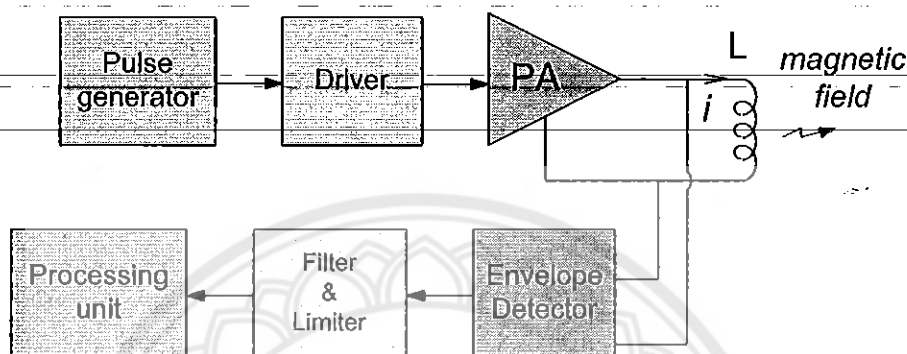 Pulse
generator
Driver
PA
L
i
magnetic
field
Processing
unit
Filter
&
Limiter
Envelope
Detector